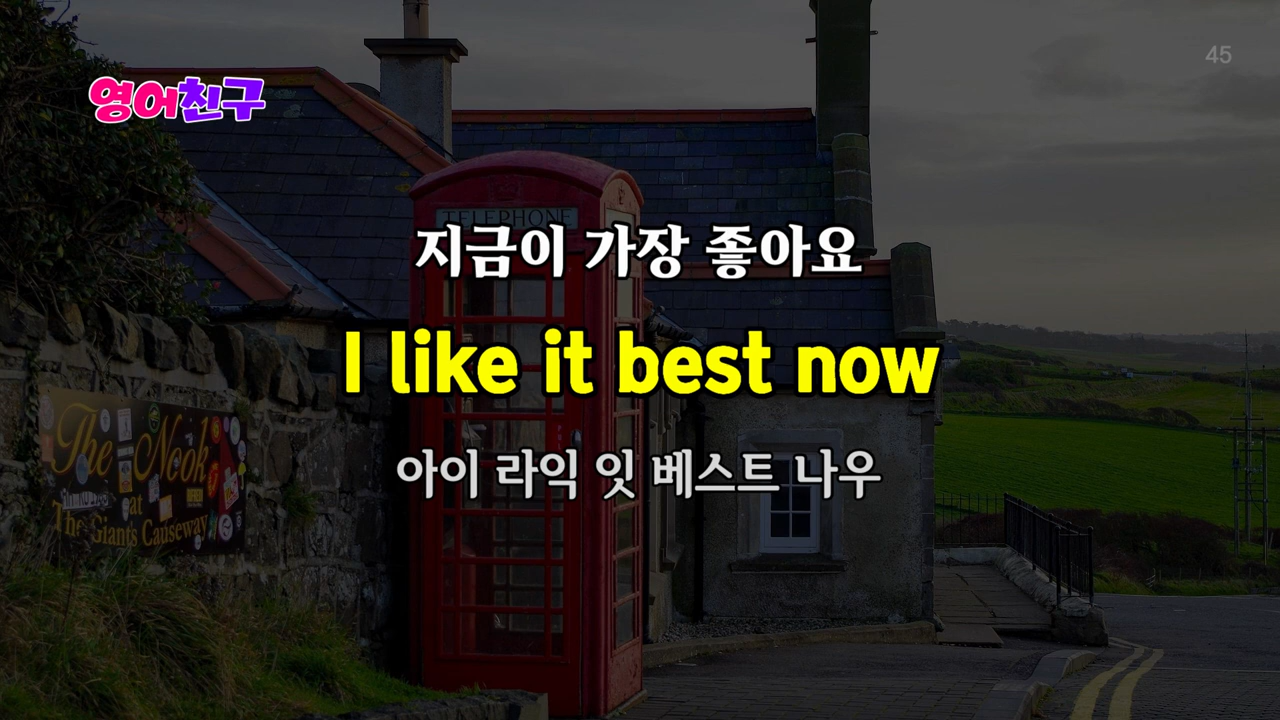 45
영어친구
TELEPHONE
지금이 가장 좋아요
I like it best now
아이 라익 잇 베스트 나우
The Nook
at
The Giants Causeway